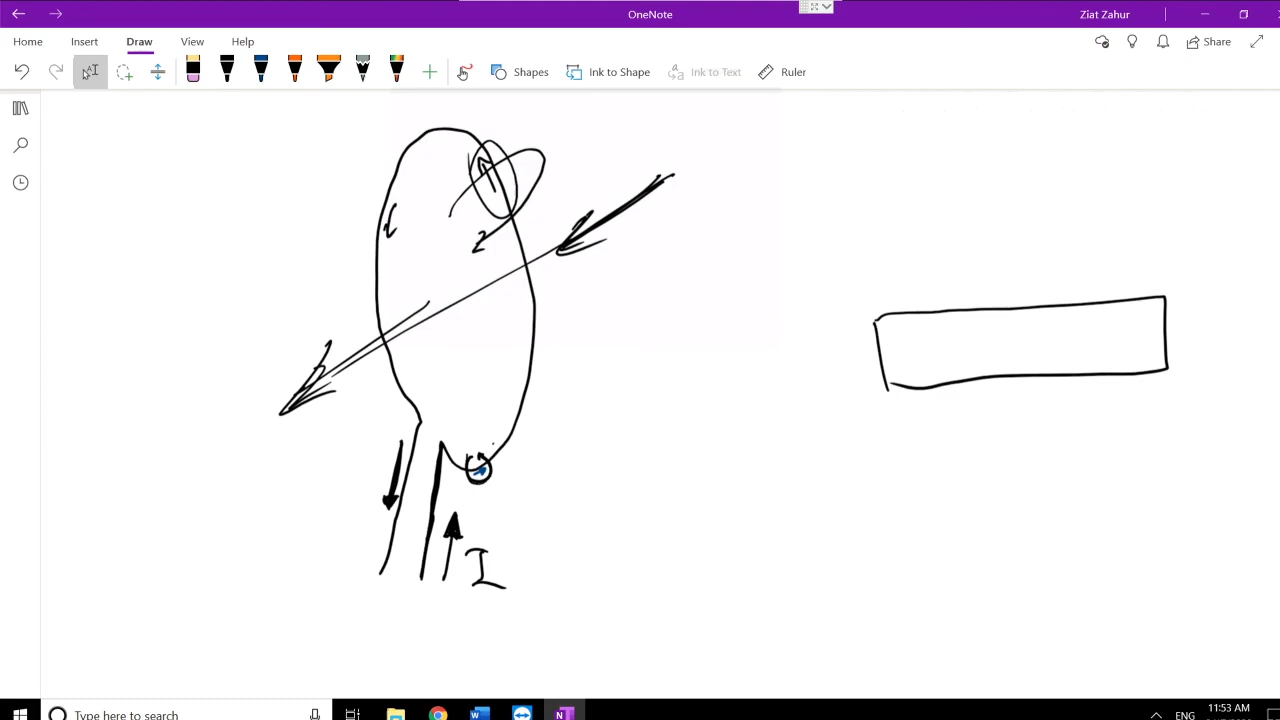 OneNote
Ziat Zahur
Home Insert Draw View Help
Share
Shapes Ink to Shape Ink to Text Ruler
I
Type here to search
ENG
11:53 AM